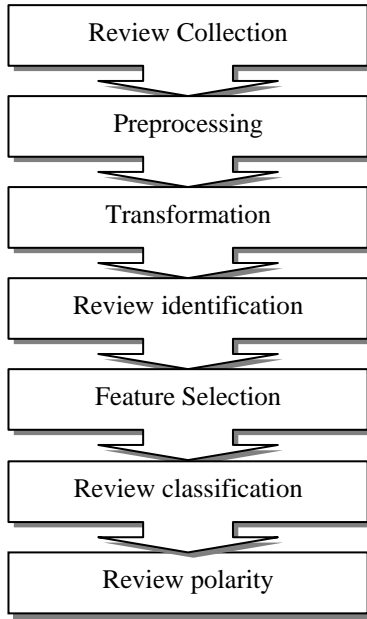 Review Collection
Preprocessing
Transformation
Review identification
Feature Selection
Review classification
Review polarity